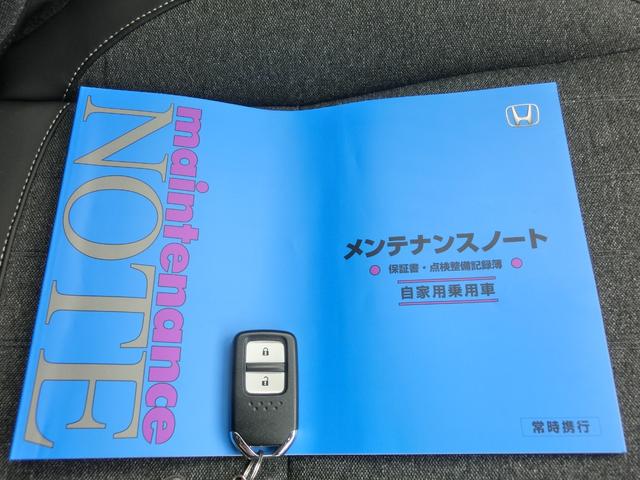 maintenance
NOTE
メンテナンスノート
保証書・点検整備記録簿
自家用乗用車
常時携行